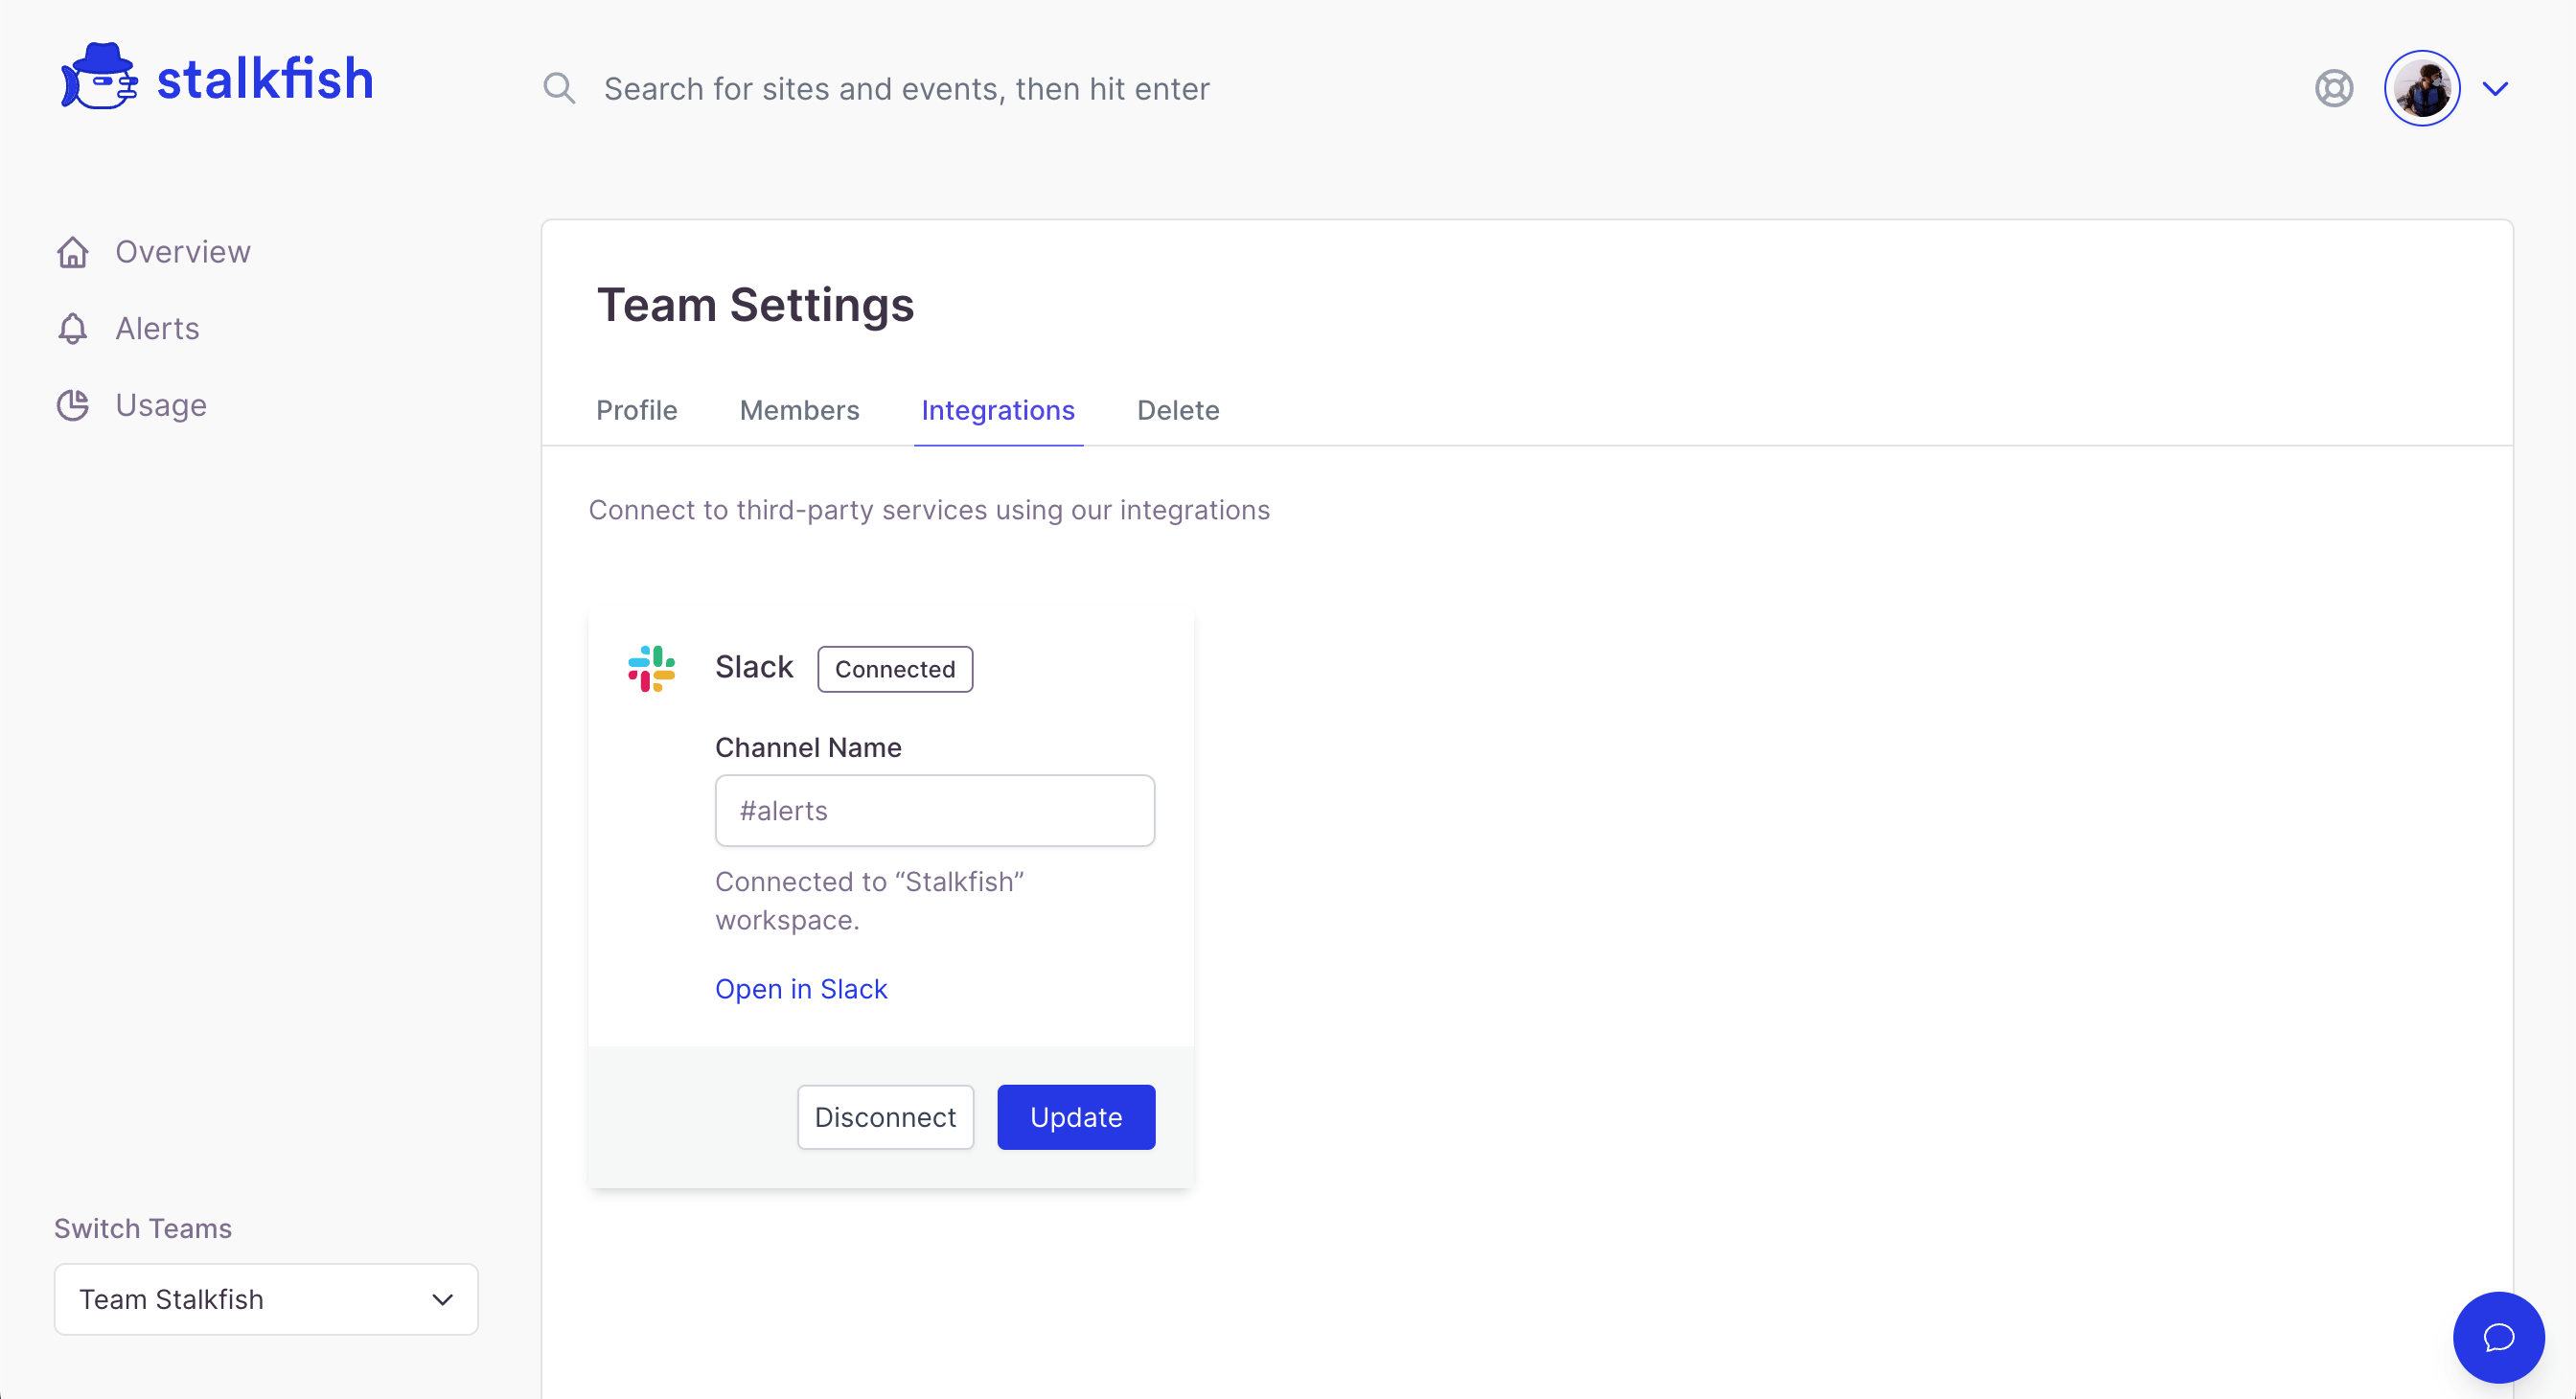 stalkfish
Search for sites and events, then hit enter
Overview
Alerts
Usage
Team Settings
Profile Members Integrations Delete
Connect to third-party services using our integrations
Slack Connected
Channel Name
#alerts
Connected to “Stalkfish”
workspace.
Open in Slack
Disconnect Update
Switch Teams
Team Stalkfish